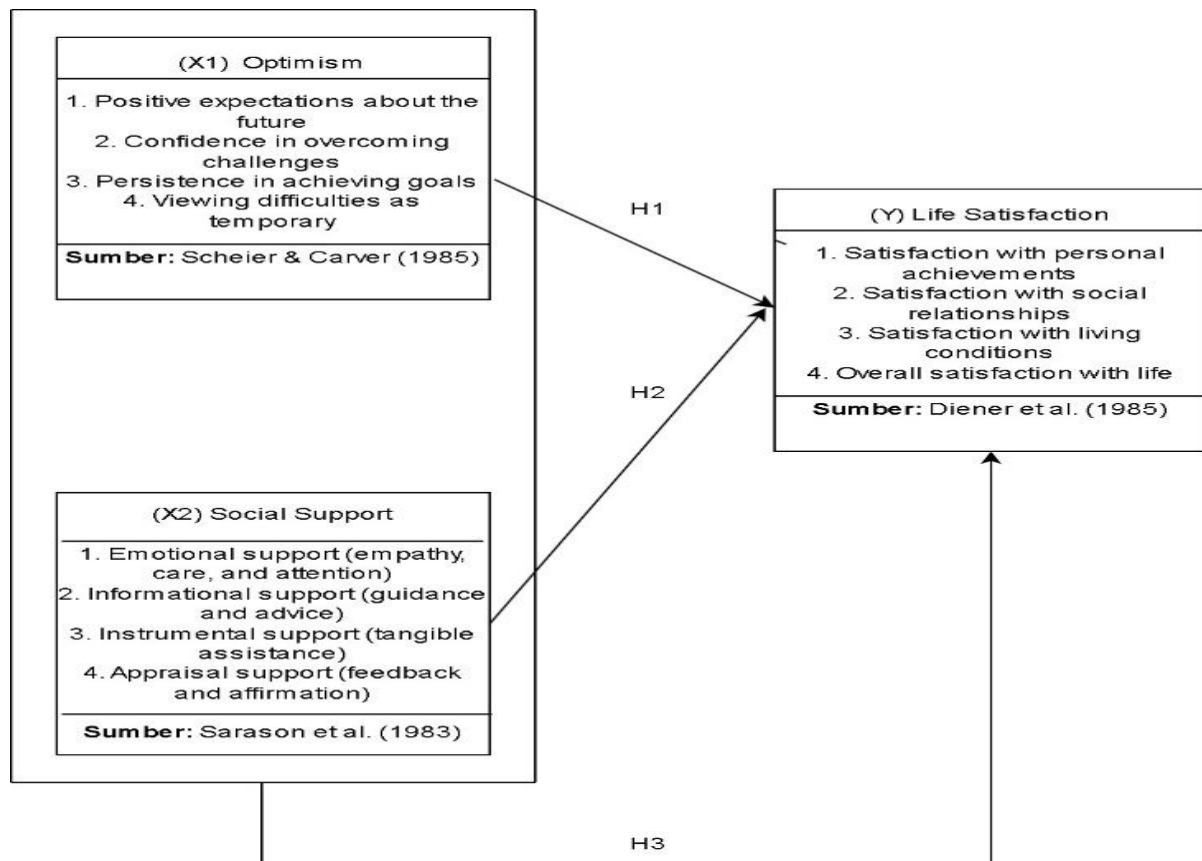 (X1) Optimism
1. Positive expectations about the
future
2. Confidence in overcoming
challenges
3. Persistence in achieving goals
4. Viewing difficulties as
temporary
Sumber: Scheier & Carver (1985)
H1
(Y) Life Satisfaction
1. Satisfaction with personal
achievements
2. Satisfaction with social
relationships
3. Satisfaction with living
conditions
4. Overall satisfaction with life
Sumber: Diener et al. (1985)
H2
(X2) Social Support
1. Emotional support (empathy,
care, and attention)
2. Informational support (guidance
and advice)
3. Instrumental support (tangible
assistance)
4. Appraisal support (feedback
and affirmation)
Sumber: Sarason et al. (1983)
H3